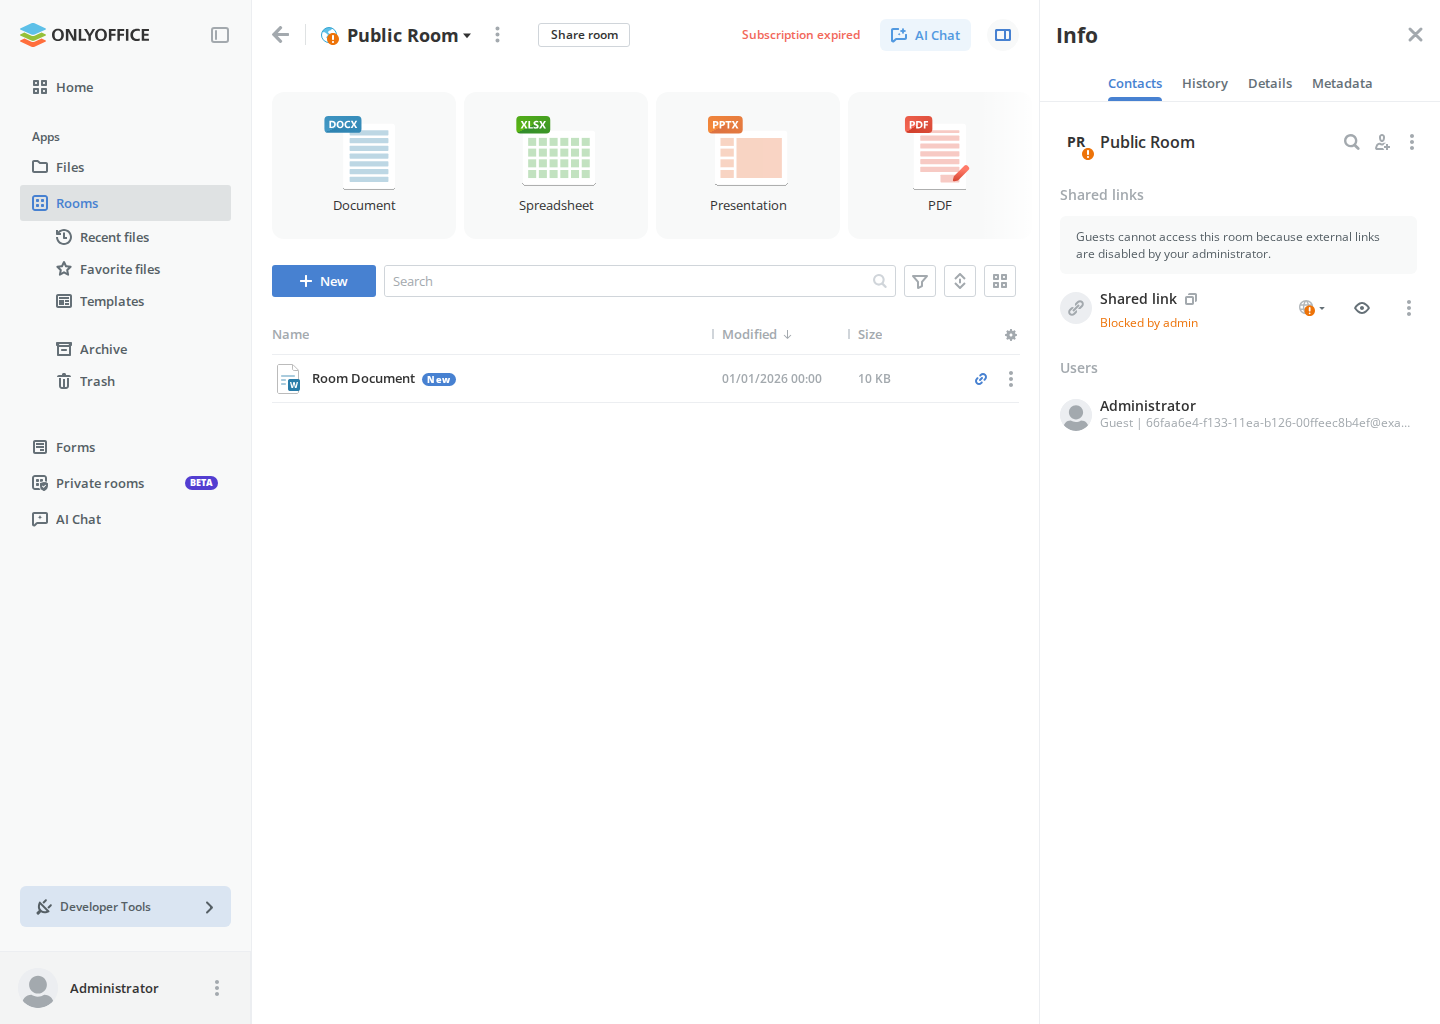 ONLYOFFICE
Home
Apps
Files
Rooms
Recent files
Favorite files
Templates
Archive
Trash
Forms
Private rooms
BETA
AI Chat
Developer Tools
Administrator
Public Room
Share room
Subscription expired
AI Chat
DOCX
Document
XLSX
Spreadsheet
PPTX
Presentation
PDF
PDF
New
Search
Name
Modified
Size
W
Room Document
New
01/01/2026 00:00
10 KB
Info
Contacts
History
Details
Metadata
PR
Public Room
Shared links
Guests cannot access this room because external links
are disabled by your administrator.
Shared link
Blocked by admin
Users
Administrator
Guest | 66faa6e4-f133-11ea-b126-00ffeec8b4ef@exa...